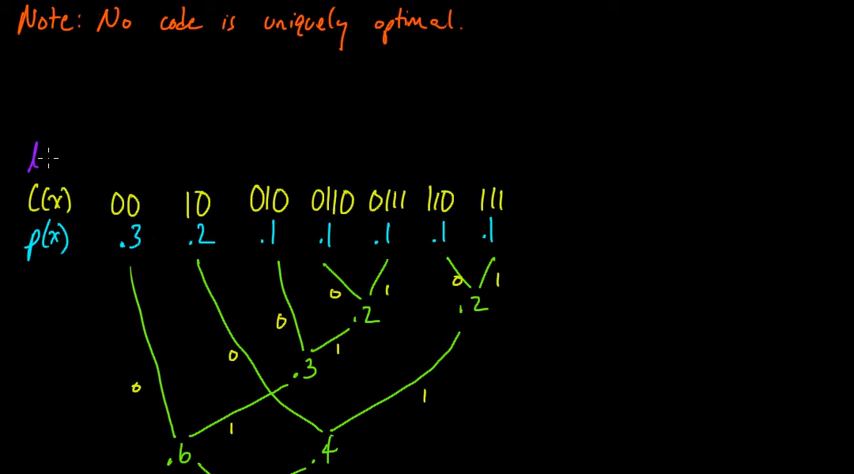 Note: No code is uniquely optimal.
l
C(x) 00 10 010 0110 0111 110 111
p(x) .3 .2 .1 .1 .1 .1 .1
0 1 0 1
0 .2 .2
0 1
.3
0 1 1
.6 .4